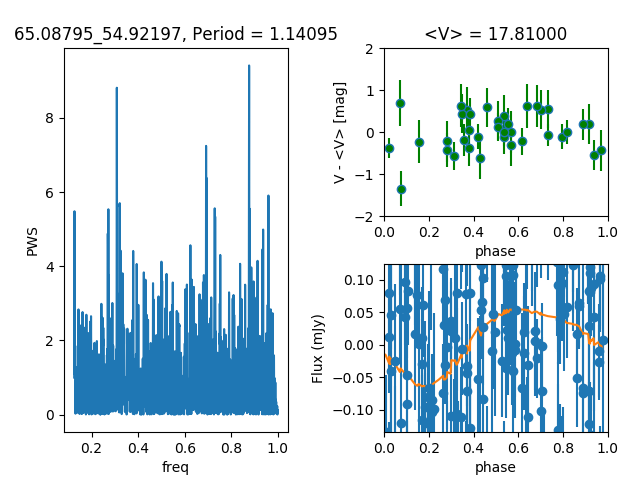 65.08795_54.92197, Period = 1.14095
PWS
8
6
4
2
0
0.2 0.4 0.6 0.8 1.0
freq
<V> = 17.81000
V - <V> [mag]
2
1
0
−1
−2
0.0 0.2 0.4 0.6 0.8 1.0
phase
Flux (mJy)
0.10
0.05
0.00
−0.05
−0.10
0.0 0.2 0.4 0.6 0.8 1.0
phase